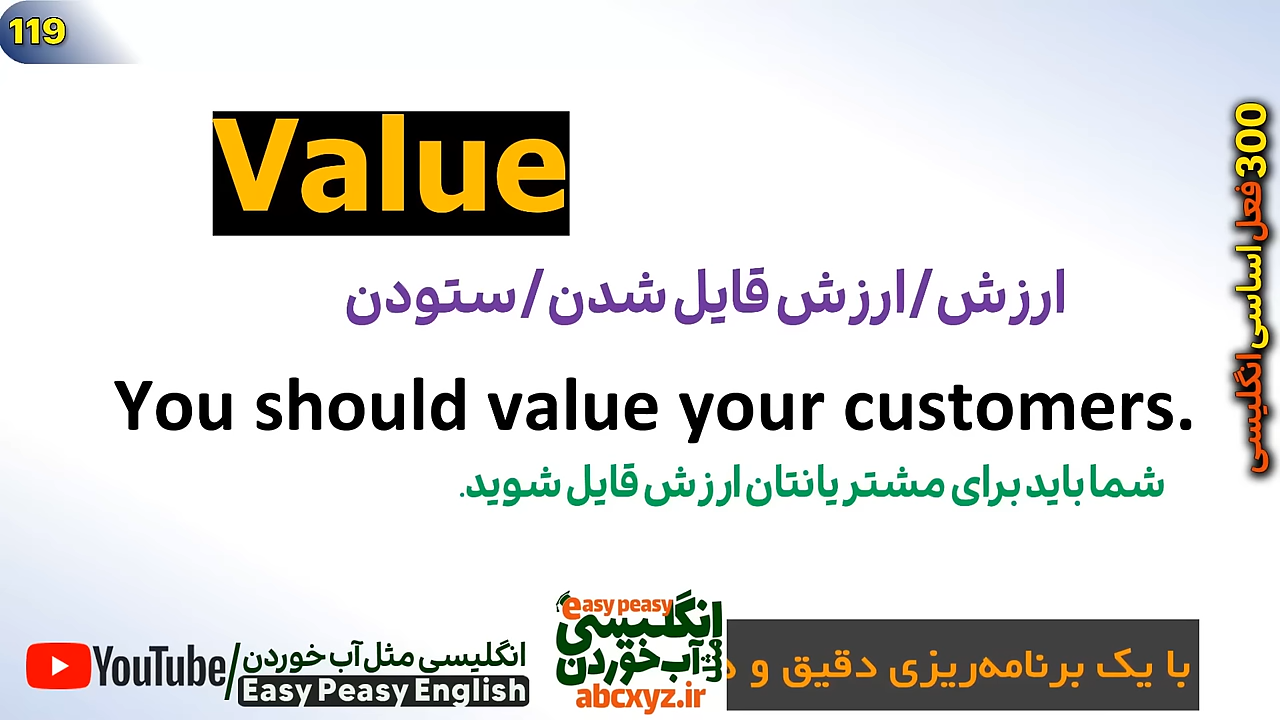 119
Value
ارزش/ارزش قایل شدن/ستودن
You should value your customers.
شما باید برای مشتریانتان ارزش قایل شوید.
300 فعل اساسی انگلیسی
YouTube/انگلیسی مثل آب خوردن
Easy Peasy English
easy peasy
انگلیسی
مثل آب خوردن
abcxyz.ir
با یک برنامه‌ریزی دقیق و